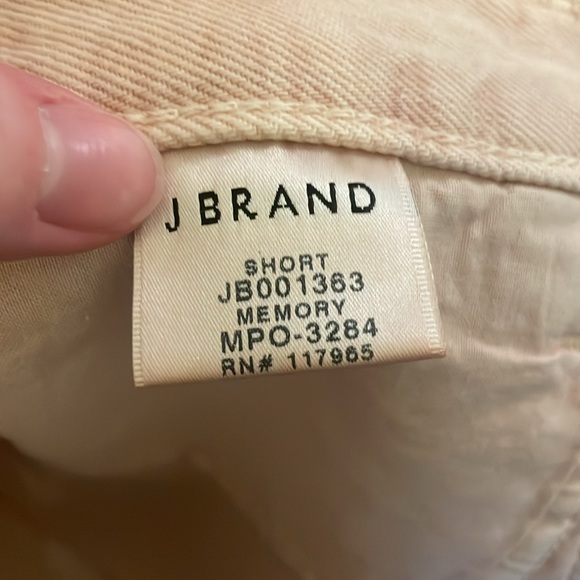 J BRAND
SHORT
JB001363
MEMORY
MPO-3284
RN# 117965